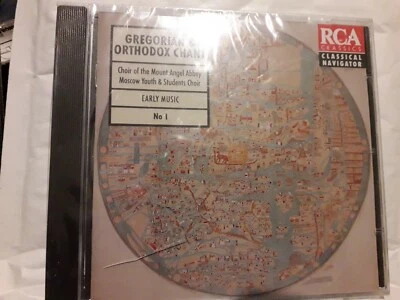 GREGORIAN &
ORTHODOX CHANT
Choir of the Mount Angel Abbey
Moscow Youth & Students Choir
EARLY MUSIC
No 1
RCA
CLASSICS
CLASSICAL
NAVIGATOR